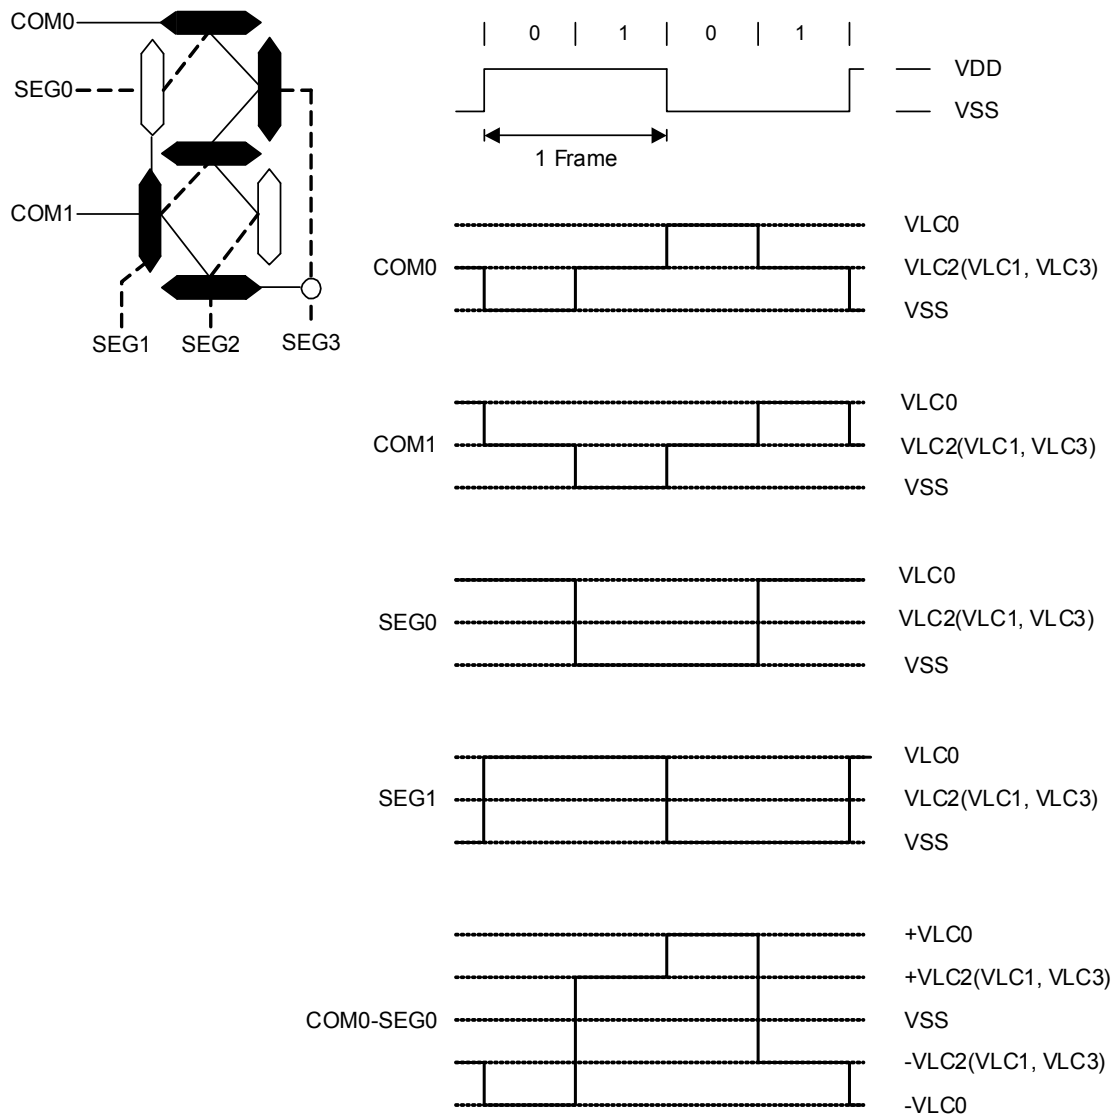 COM0
SEG0
COM1
SEG1 SEG2 SEG3
0 1 0 1
VDD
VSS
1 Frame
COM0
VLC0
VLC2(VLC1, VLC3)
VSS
COM1
VLC0
VLC2(VLC1, VLC3)
VSS
SEG0
VLC0
VLC2(VLC1, VLC3)
VSS
SEG1
VLC0
VLC2(VLC1, VLC3)
VSS
COM0-SEG0
+VLC0
+VLC2(VLC1, VLC3)
VSS
-VLC2(VLC1, VLC3)
-VLC0